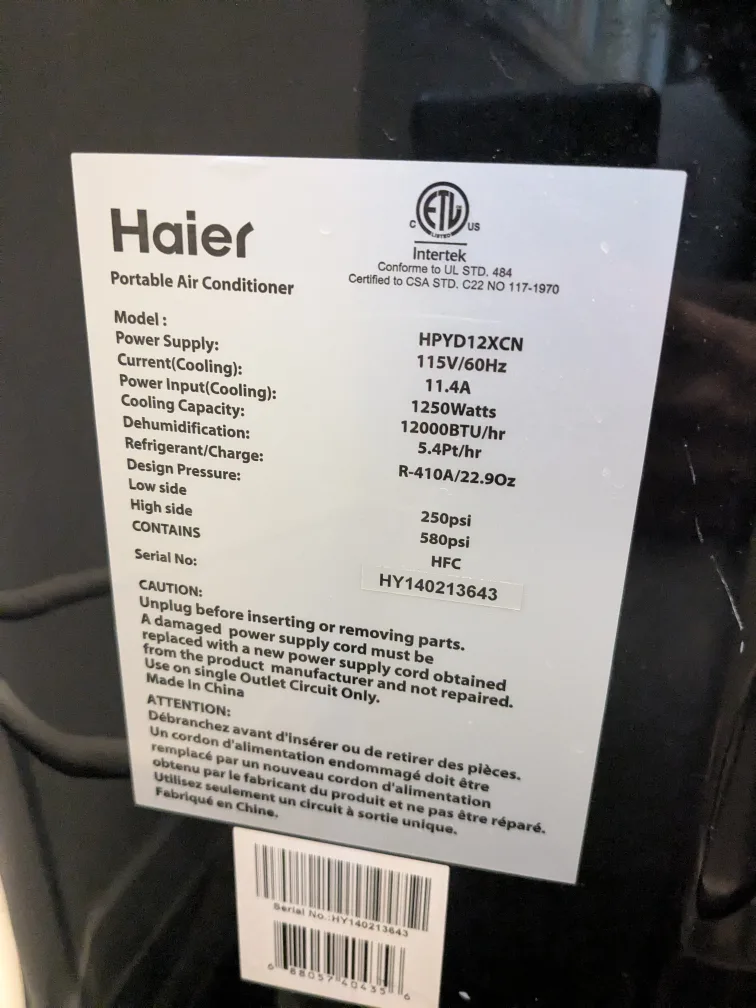 Haier
Portable Air Conditioner
C ETL US
LISTED
Intertek
Conforme to UL STD. 484
Certified to CSA STD. C22 NO 117-1970
Model : HPYD12XCN
Power Supply: 115V/60Hz
Current(Cooling): 11.4A
Power Input(Cooling): 1250Watts
Cooling Capacity: 12000BTU/hr
Dehumidification: 5.4Pt/hr
Refrigerant/Charge: R-410A/22.9Oz
Design Pressure:
Low side 250psi
High side 580psi
CONTAINS HFC
Serial No: HY140213643
CAUTION:
Unplug before inserting or removing parts.
A damaged power supply cord must be
replaced with a new power supply cord obtained
from the product manufacturer and not repaired.
Use on single Outlet Circuit Only.
Made In China
ATTENTION:
Débranchez avant d'insérer ou de retirer des pièces.
Un cordon d'alimentation endommagé doit être
remplacé par un nouveau cordon d'alimentation
obtenu par le fabricant du produit et ne pas être réparé.
Utilisez seulement un circuit à sortie unique.
Fabriqué en Chine.
Serial No.:HY140213643
6 88057 40435 6